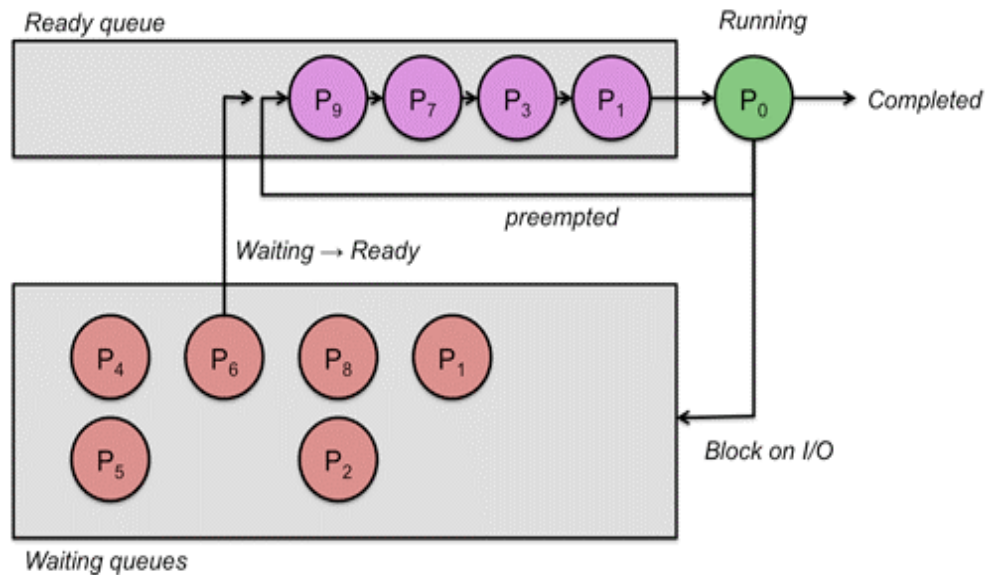 Ready queue
Running
P9 P7 P3 P1 P0 Completed
preempted
Waiting → Ready
P4 P6 P8 P1
P5 P2
Block on I/O
Waiting queues